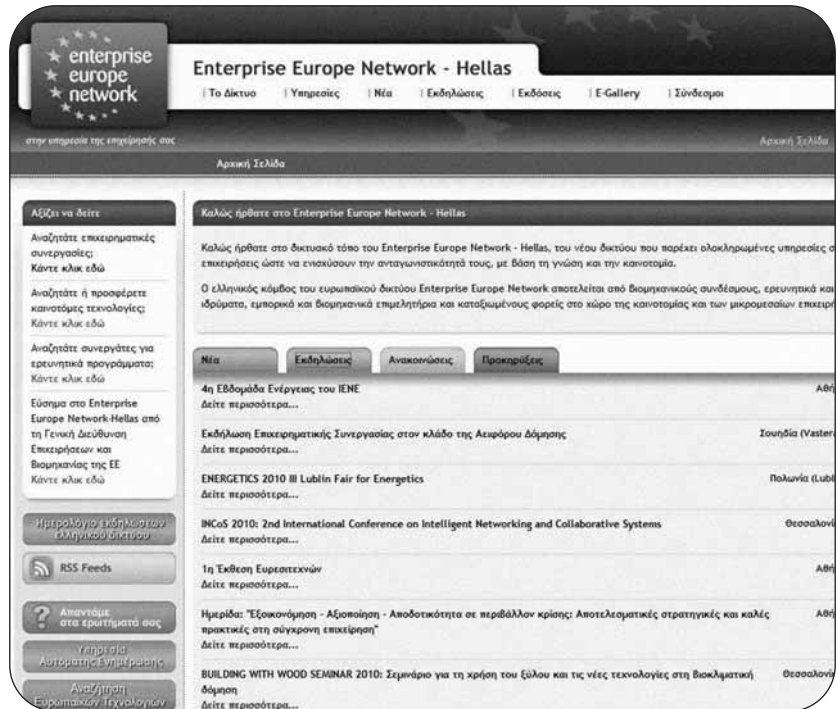 enterprise
europe
network
Enterprise Europe Network - Hellas
Το Δίκτυο
Υπηρεσίες
Νέα
Εκδηλώσεις
Εκδόσεις
E-Gallery
Σύνδεσμοι
στην υπηρεσία της επιχείρησής σας
Αρχική Σελίδα
Αρχική Σελίδα
Αξίζει να δείτε
Αναζητάτε επιχειρηματικές
συνεργασίες;
Κάντε κλικ εδώ
Αναζητάτε ή προσφέρετε
καινοτόμες τεχνολογίες;
Κάντε κλικ εδώ
Αναζητάτε συνεργάτες για
ερευνητικά προγράμματα;
Κάντε κλικ εδώ
Εύσημα στο Enterprise
Europe Network-Hellas από
τη Γενική Διεύθυνση
Επιχειρήσεων και
Βιομηχανίας της ΕΕ
Κάντε κλικ εδώ
Ημερολόγιο εκδηλώσεων
ελληνικού δικτύου
RSS Feeds
Απαντάμε
στα ερωτήματά σας
Υπηρεσία
Αυτόματης Ενημέρωσης
Αναζήτηση
Ευρωπαϊκών Τεχνολογιών
Καλώς ήρθατε στο Enterprise Europe Network - Hellas
Καλώς ήρθατε στο δικτυακό τόπο του Enterprise Europe Network - Hellas, του νέου δικτύου που παρέχει ολοκληρωμένες υπηρεσίες σ
επιχειρήσεις ώστε να ενισχύσουν την ανταγωνιστικότητά τους, με βάση τη γνώση και την καινοτομία.
Ο ελληνικός κόμβος του ευρωπαϊκού δικτύου Enterprise Europe Network αποτελείται από βιομηχανικούς συνδέσμους, ερευνητικά και
ιδρύματα, εμπορικά και βιομηχανικά επιμελητήρια και καταξιωμένους φορείς στο χώρο της καινοτομίας και των μικρομεσαίων επιχειρή
Νέα
Εκδηλώσεις
Ανακοινώσεις
Προκηρύξεις
4η Εβδομάδα Ενέργειας του ΙΕΝΕ Αθή
Δείτε περισσότερα...
Εκδήλωση Επιχειρηματικής Συνεργασίας στον κλάδο της Αειφόρου Δόμησης Σουηδία (Vaster
Δείτε περισσότερα...
ENERGETICS 2010 III Lublin Fair for Energetics Πολωνία (Lubl
Δείτε περισσότερα...
INCoS 2010: 2nd International Conference on Intelligent Networking and Collaborative Systems Θεσσαλονί
Δείτε περισσότερα...
1η Έκθεση Ευρεσιτεχνών Αθή
Δείτε περισσότερα...
Ημερίδα: "Εξοικονόμηση - Αξιοποίηση - Αποδοτικότητα σε περιβάλλον κρίσης: Αποτελεσματικές στρατηγικές και καλές Αθή
πρακτικές στη σύγχρονη επιχείρηση"
Δείτε περισσότερα...
BUILDING WITH WOOD SEMINAR 2010: Σεμινάριο για τη χρήση του ξύλου και τις νέες τεχνολογίες στη Βιοκλιματική Θεσσαλονί
δόμηση
Δείτε περισσότερα...